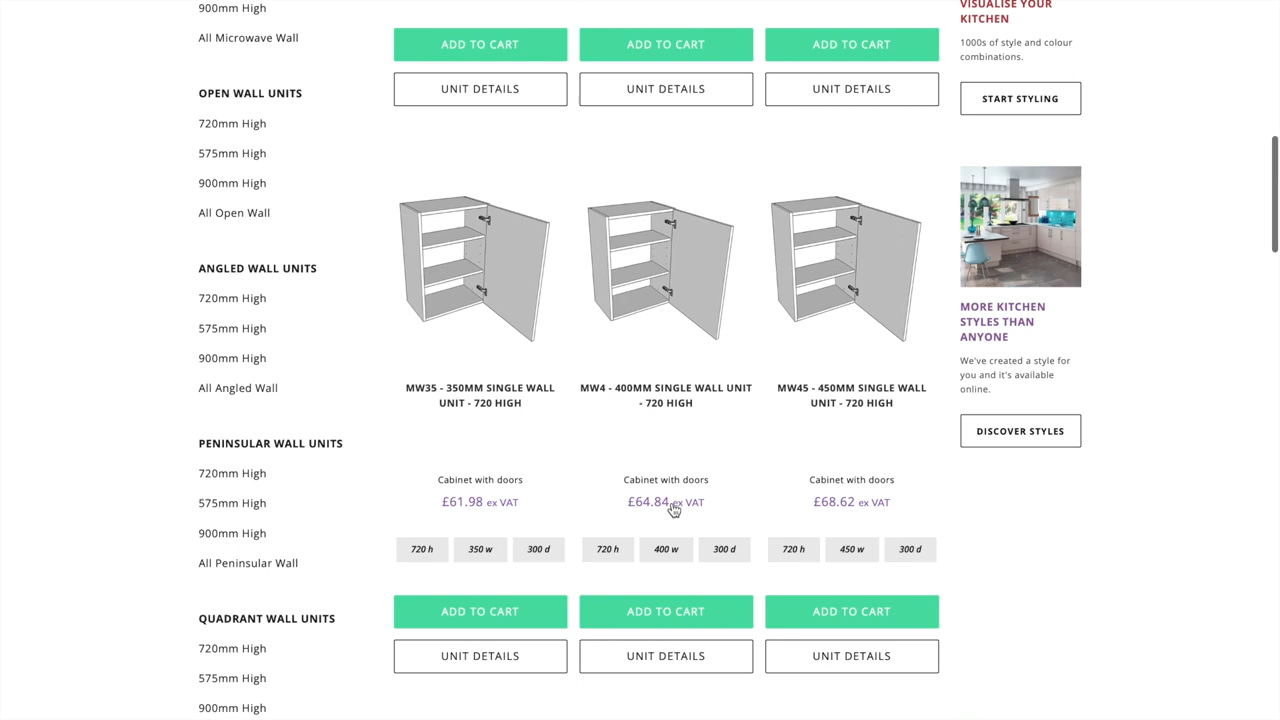 900mm High
All Microwave Wall
OPEN WALL UNITS
720mm High
575mm High
900mm High
All Open Wall
ANGLED WALL UNITS
720mm High
575mm High
900mm High
All Angled Wall
PENINSULAR WALL UNITS
720mm High
575mm High
900mm High
All Peninsular Wall
QUADRANT WALL UNITS
720mm High
575mm High
900mm High
ADD TO CART ADD TO CART ADD TO CART
UNIT DETAILS UNIT DETAILS UNIT DETAILS
MW35 - 350MM SINGLE WALL
UNIT - 720 HIGH
MW4 - 400MM SINGLE WALL UNIT
- 720 HIGH
MW45 - 450MM SINGLE WALL
UNIT - 720 HIGH
Cabinet with doors Cabinet with doors Cabinet with doors
£61.98 ex VAT £64.84 ex VAT £68.62 ex VAT
720 h 350 w 300 d 720 h 400 w 300 d 720 h 450 w 300 d
ADD TO CART ADD TO CART ADD TO CART
UNIT DETAILS UNIT DETAILS UNIT DETAILS
VISUALISE YOUR
KITCHEN
1000s of style and colour
combinations.
START STYLING
MORE KITCHEN
STYLES THAN
ANYONE
We've created a style for
you and it's available
online.
DISCOVER STYLES